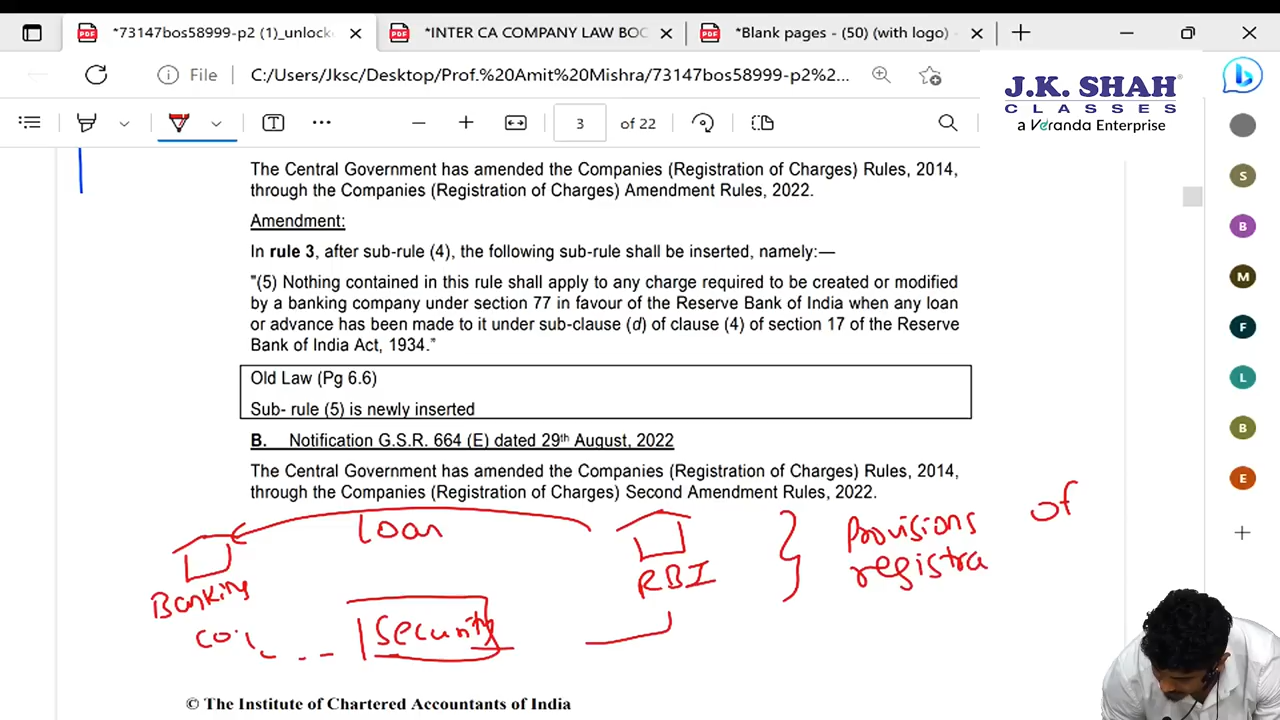 *73147bos58999-p2 (1)_unlock
*INTER CA COMPANY LAW BOC
*Blank pages - (50) (with logo)
File
C:/Users/Jksc/Desktop/Prof.%20Amit%20Mishra/73147bos58999-p2%2...
J.K. SHAH
CLASSES
a Veranda Enterprise
3
of 22
The Central Government has amended the Companies (Registration of Charges) Rules, 2014,
through the Companies (Registration of Charges) Amendment Rules, 2022.
Amendment:
In rule 3, after sub-rule (4), the following sub-rule shall be inserted, namely:—
"(5) Nothing contained in this rule shall apply to any charge required to be created or modified
by a banking company under section 77 in favour of the Reserve Bank of India when any loan
or advance has been made to it under sub-clause (d) of clause (4) of section 17 of the Reserve
Bank of India Act, 1934."
Old Law (Pg 6.6)
Sub- rule (5) is newly inserted
B. Notification G.S.R. 664 (E) dated 29th August, 2022
The Central Government has amended the Companies (Registration of Charges) Rules, 2014,
through the Companies (Registration of Charges) Second Amendment Rules, 2022.
loan
Banking
co.
RBI
Security
Provisions of
registra
© The Institute of Chartered Accountants of India
S
B
M
F
L
B
E